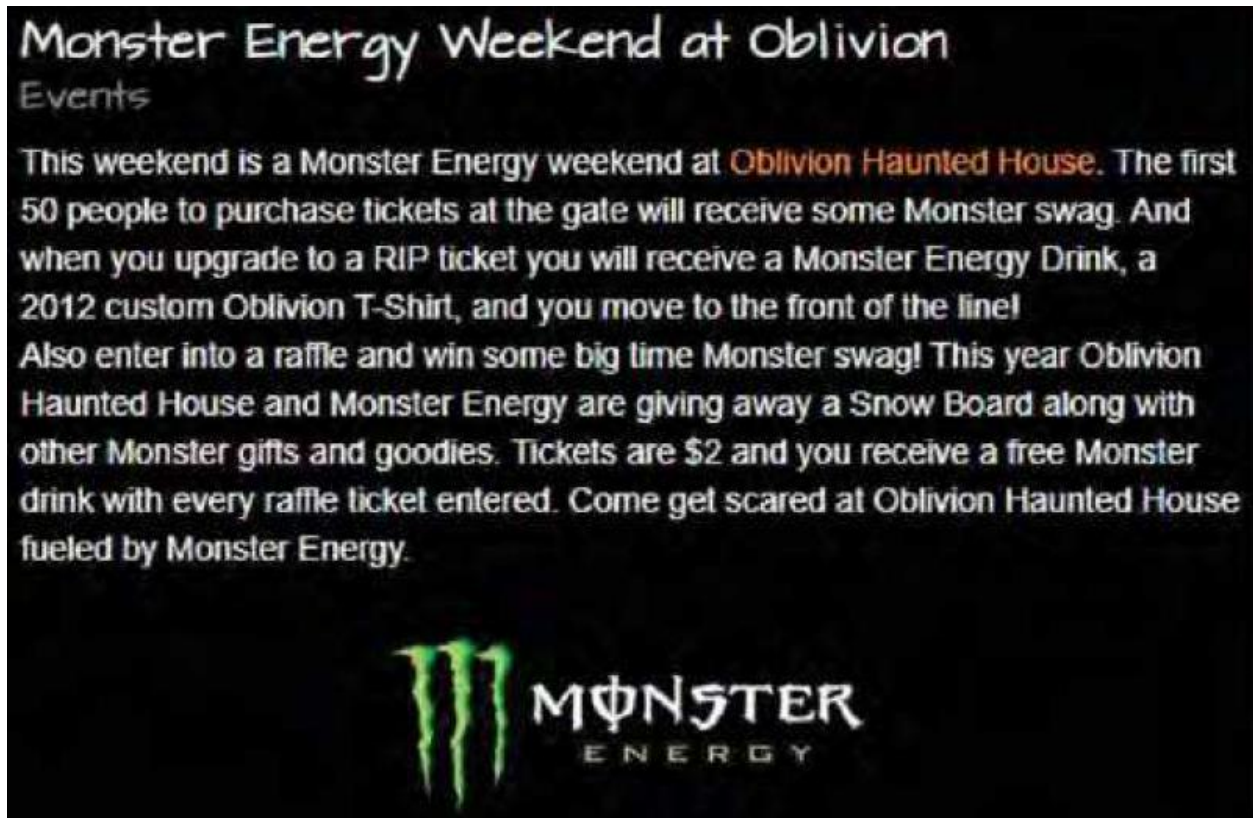 Monster Energy Weekend at Oblivion
Events
This weekend is a Monster Energy weekend at Oblivion Haunted House. The first
50 people to purchase tickets at the gate will receive some Monster swag. And
when you upgrade to a RIP ticket you will receive a Monster Energy Drink, a
2012 custom Oblivion T-Shirt, and you move to the front of the line!
Also enter into a raffle and win some big time Monster swag! This year Oblivion
Haunted House and Monster Energy are giving away a Snow Board along with
other Monster gifts and goodies. Tickets are $2 and you receive a free Monster
drink with every raffle ticket entered. Come get scared at Oblivion Haunted House
fueled by Monster Energy.
MONSTER
ENERGY